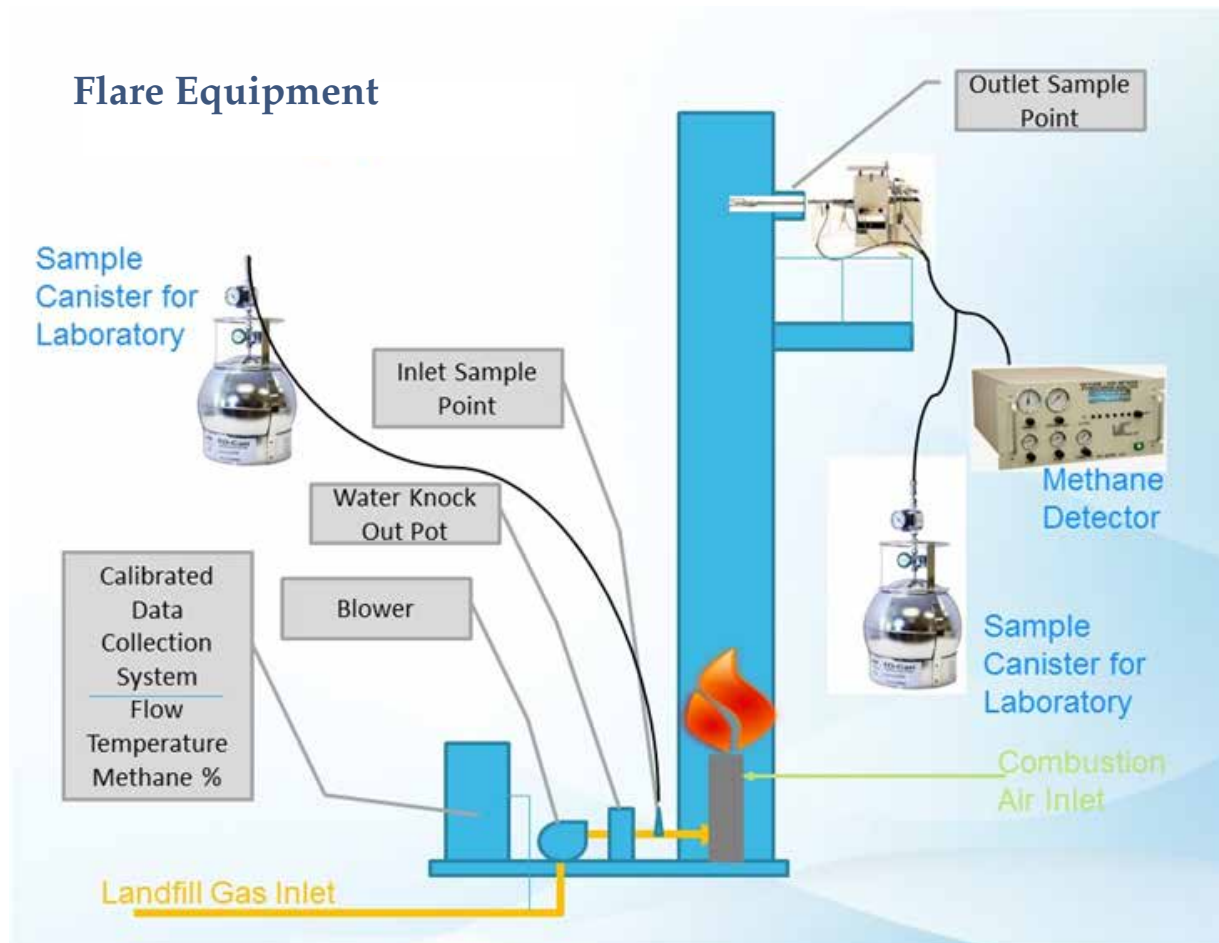 Flare Equipment
Outlet Sample
Point
Sample
Canister for
Laboratory
Inlet Sample
Point
Water Knock
Out Pot
Methane
Detector
Calibrated
Data
Collection
System
Flow
Temperature
Methane %
Blower
Sample
Canister for
Laboratory
Combustion
Air Inlet
Landfill Gas Inlet